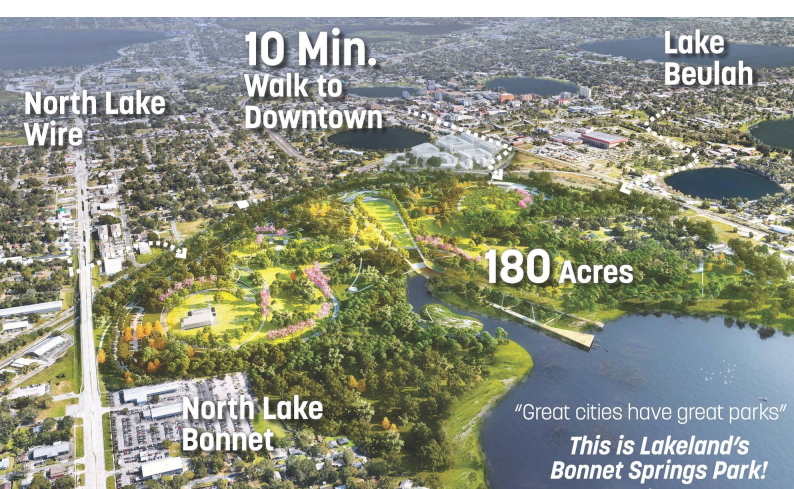 10 Min.
Walk to
Downtown
Lake
Beulah
North Lake
Wire
180 Acres
North Lake
Bonnet
"Great cities have great parks"
This is Lakeland's
Bonnet Springs Park!